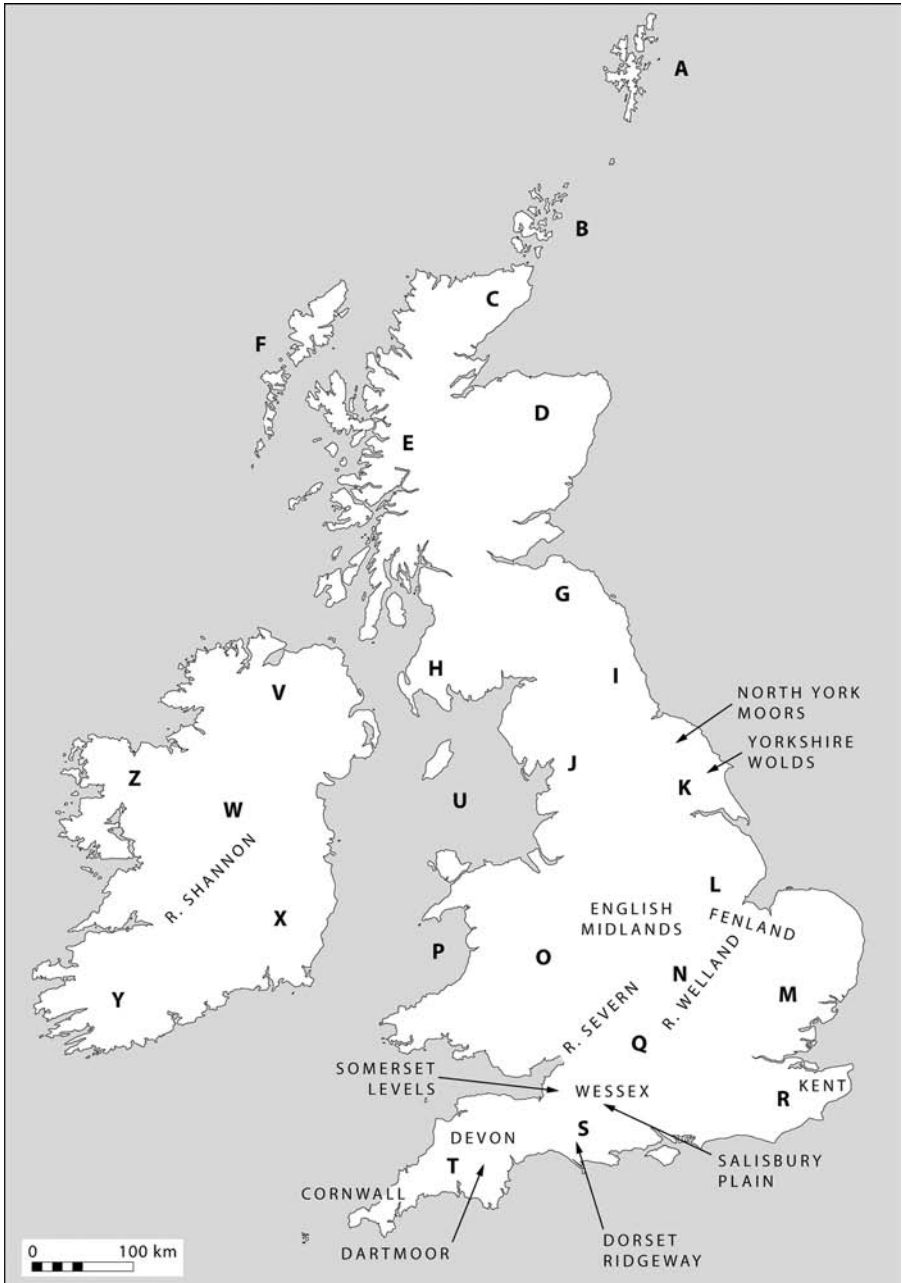 A
B
C
F
D
E
G
H
I
V
NORTH YORK
MOORS
YORKSHIRE
WOLDS
Z
J
U
K
W
R. SHANNON
L
ENGLISH
MIDLANDS
FENLAND
X
P
O
N
R. WELLAND
M
Y
R. SEVERN
Q
SOMERSET
LEVELS
WESSEX
KENT
R
S
DEVON
T
SALISBURY
PLAIN
CORNWALL
DARTMOOR
DORSET
RIDGEWAY
0 100 km